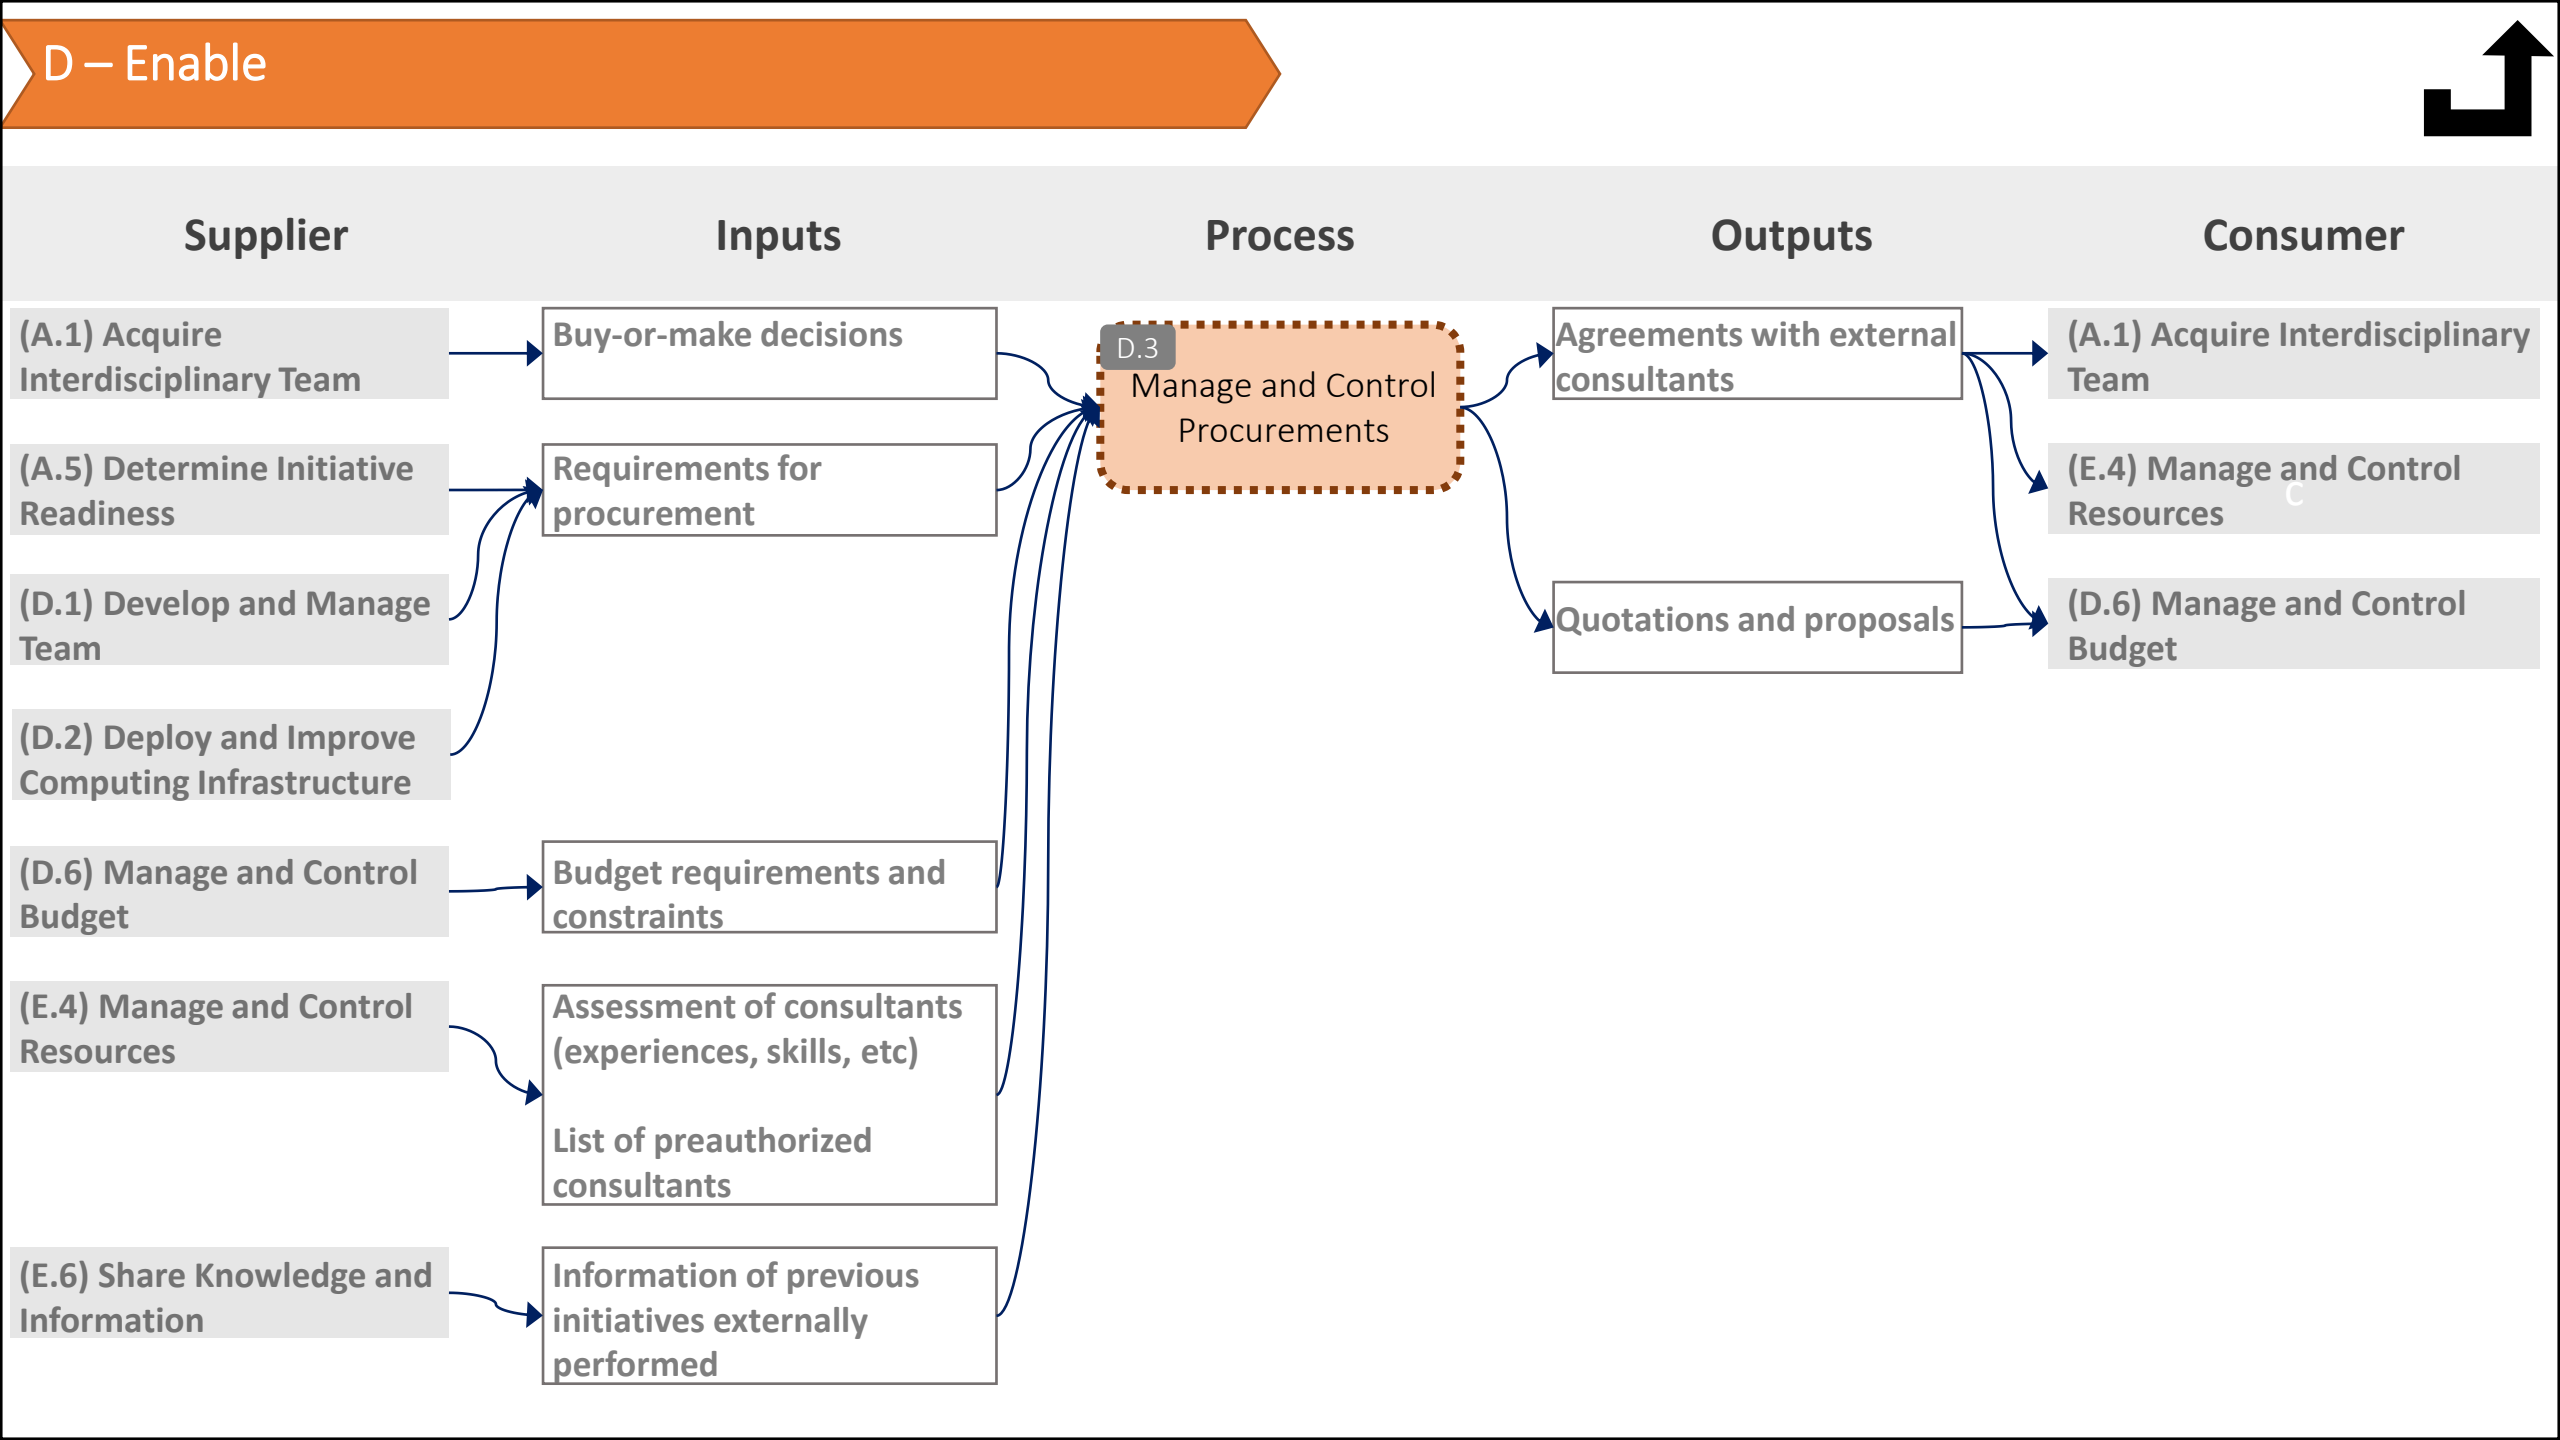 D – Enable
Supplier
Inputs
Process
Outputs
Consumer
(A.1) Acquire
Interdisciplinary Team
(A.5) Determine Initiative
Readiness
(D.1) Develop and Manage
Team
(D.2) Deploy and Improve
Computing Infrastructure
(D.6) Manage and Control
Budget
(E.4) Manage and Control
Resources
(E.6) Share Knowledge and
Information
Buy-or-make decisions
Requirements for
procurement
Budget requirements and
constraints
Assessment of consultants
(experiences, skills, etc)
List of preauthorized
consultants
Information of previous
initiatives externally
performed
D.3
Manage and Control
Procurements
Agreements with external
consultants
Quotations and proposals
(A.1) Acquire Interdisciplinary
Team
(E.4) Manage and Control
Resources
C
(D.6) Manage and Control
Budget